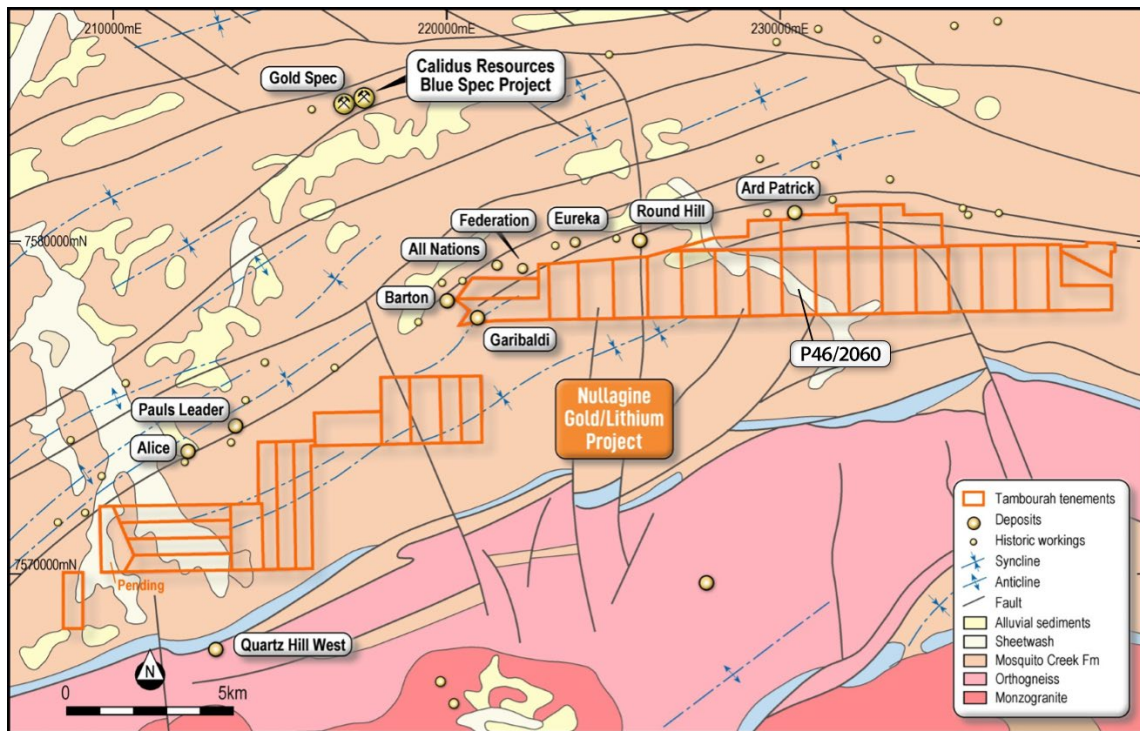 210000mE
220000mE
230000mE
Gold Spec
Calidus Resources
Blue Spec Project
Ard Patrick
Round Hill
Eureka
Federation
All Nations
7580000mN
Barton
Garibaldi
P46/2060
Nullagine
Gold/Lithium
Project
Pauls Leader
Alice
7570000mN
Pending
Quartz Hill West
N
0
5km
Tambourah tenements
Deposits
Historic workings
Syncline
Anticline
Fault
Alluvial sediments
Sheetwash
Mosquito Creek Fm
Orthogneiss
Monzogranite